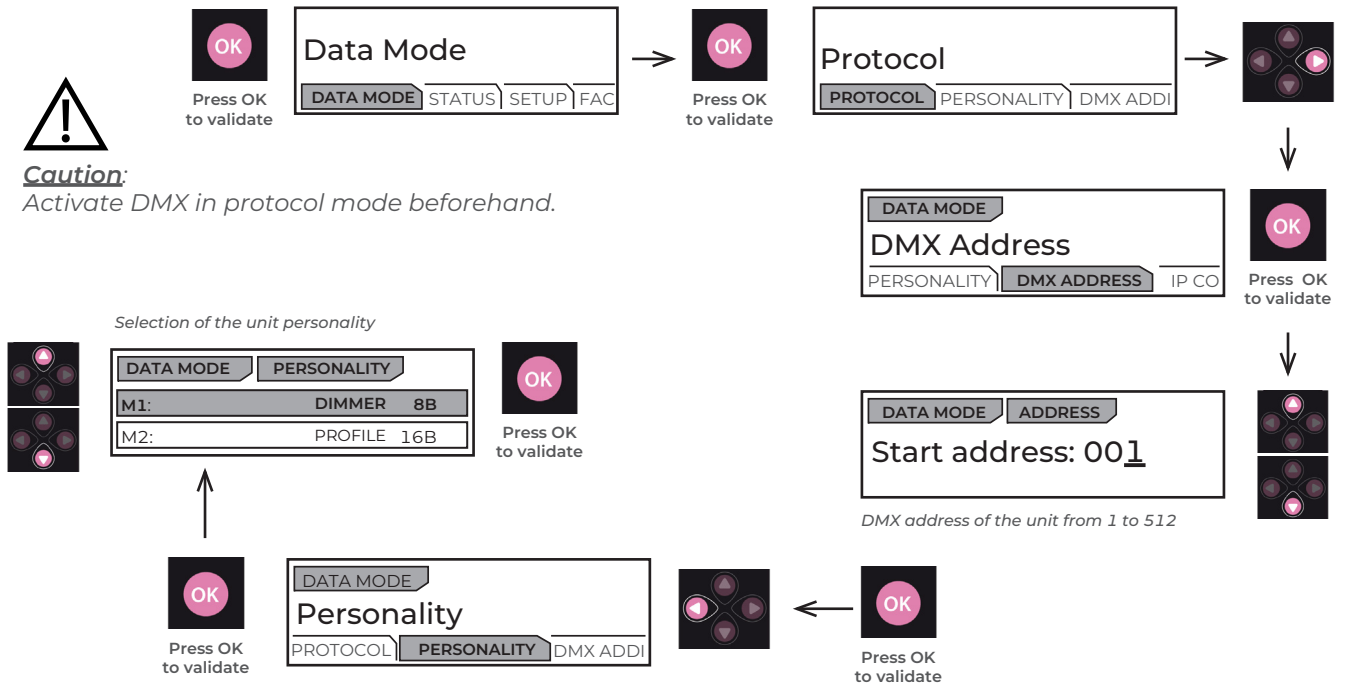 OK
Press OK
to validate
Data Mode
DATA MODE STATUS SETUP FAC
OK
Press OK
to validate
Protocol
PROTOCOL PERSONALITY DMX ADDI
Caution:
Activate DMX in protocol mode beforehand.
DATA MODE
DMX Address
PERSONALITY DMX ADDRESS IP CO
OK
Press OK
to validate
DATA MODE ADDRESS
Start address: 001
DMX address of the unit from 1 to 512
OK
Press OK
to validate
DATA MODE
Personality
PROTOCOL PERSONALITY DMX ADDI
OK
Press OK
to validate
Selection of the unit personality
DATA MODE PERSONALITY
M1: DIMMER 8B
M2: PROFILE 16B
OK
Press OK
to validate